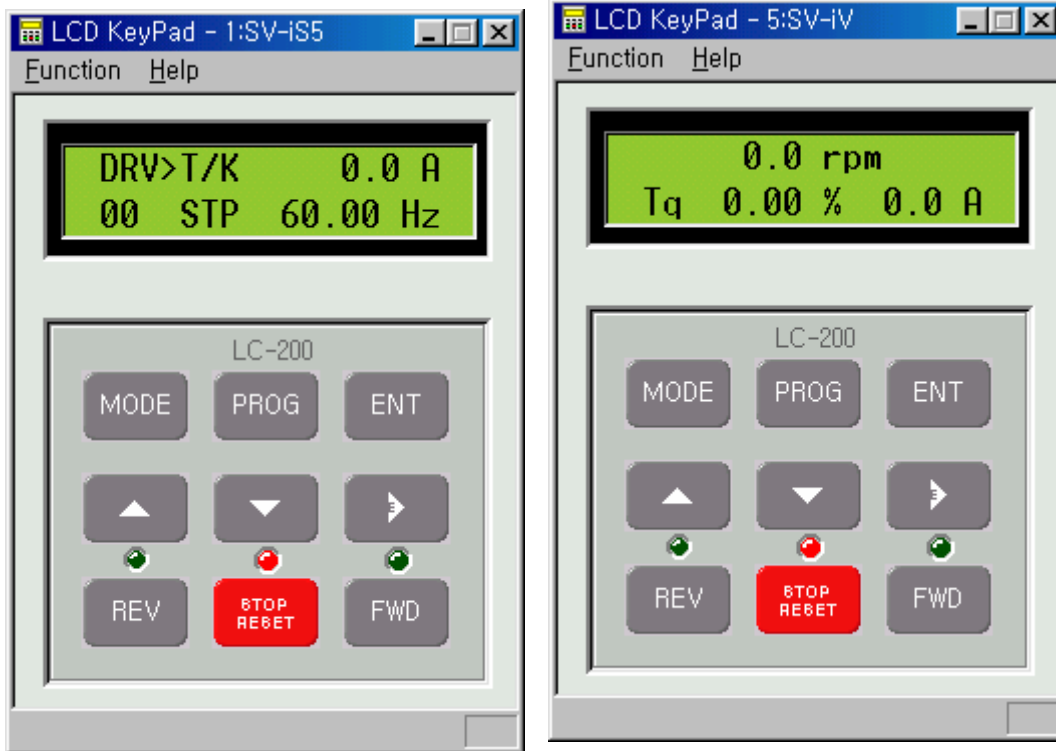 LCD KeyPad - 1:SV-iS5
Function Help
DRV>T/K 0.0 A
00 STP 60.00 Hz
LC-200
MODE PROG ENT
REV STOP RESET FWD
LCD KeyPad - 5:SV-iV
Function Help
0.0 rpm
Tq 0.00 % 0.0 A
LC-200
MODE PROG ENT
REV STOP RESET FWD